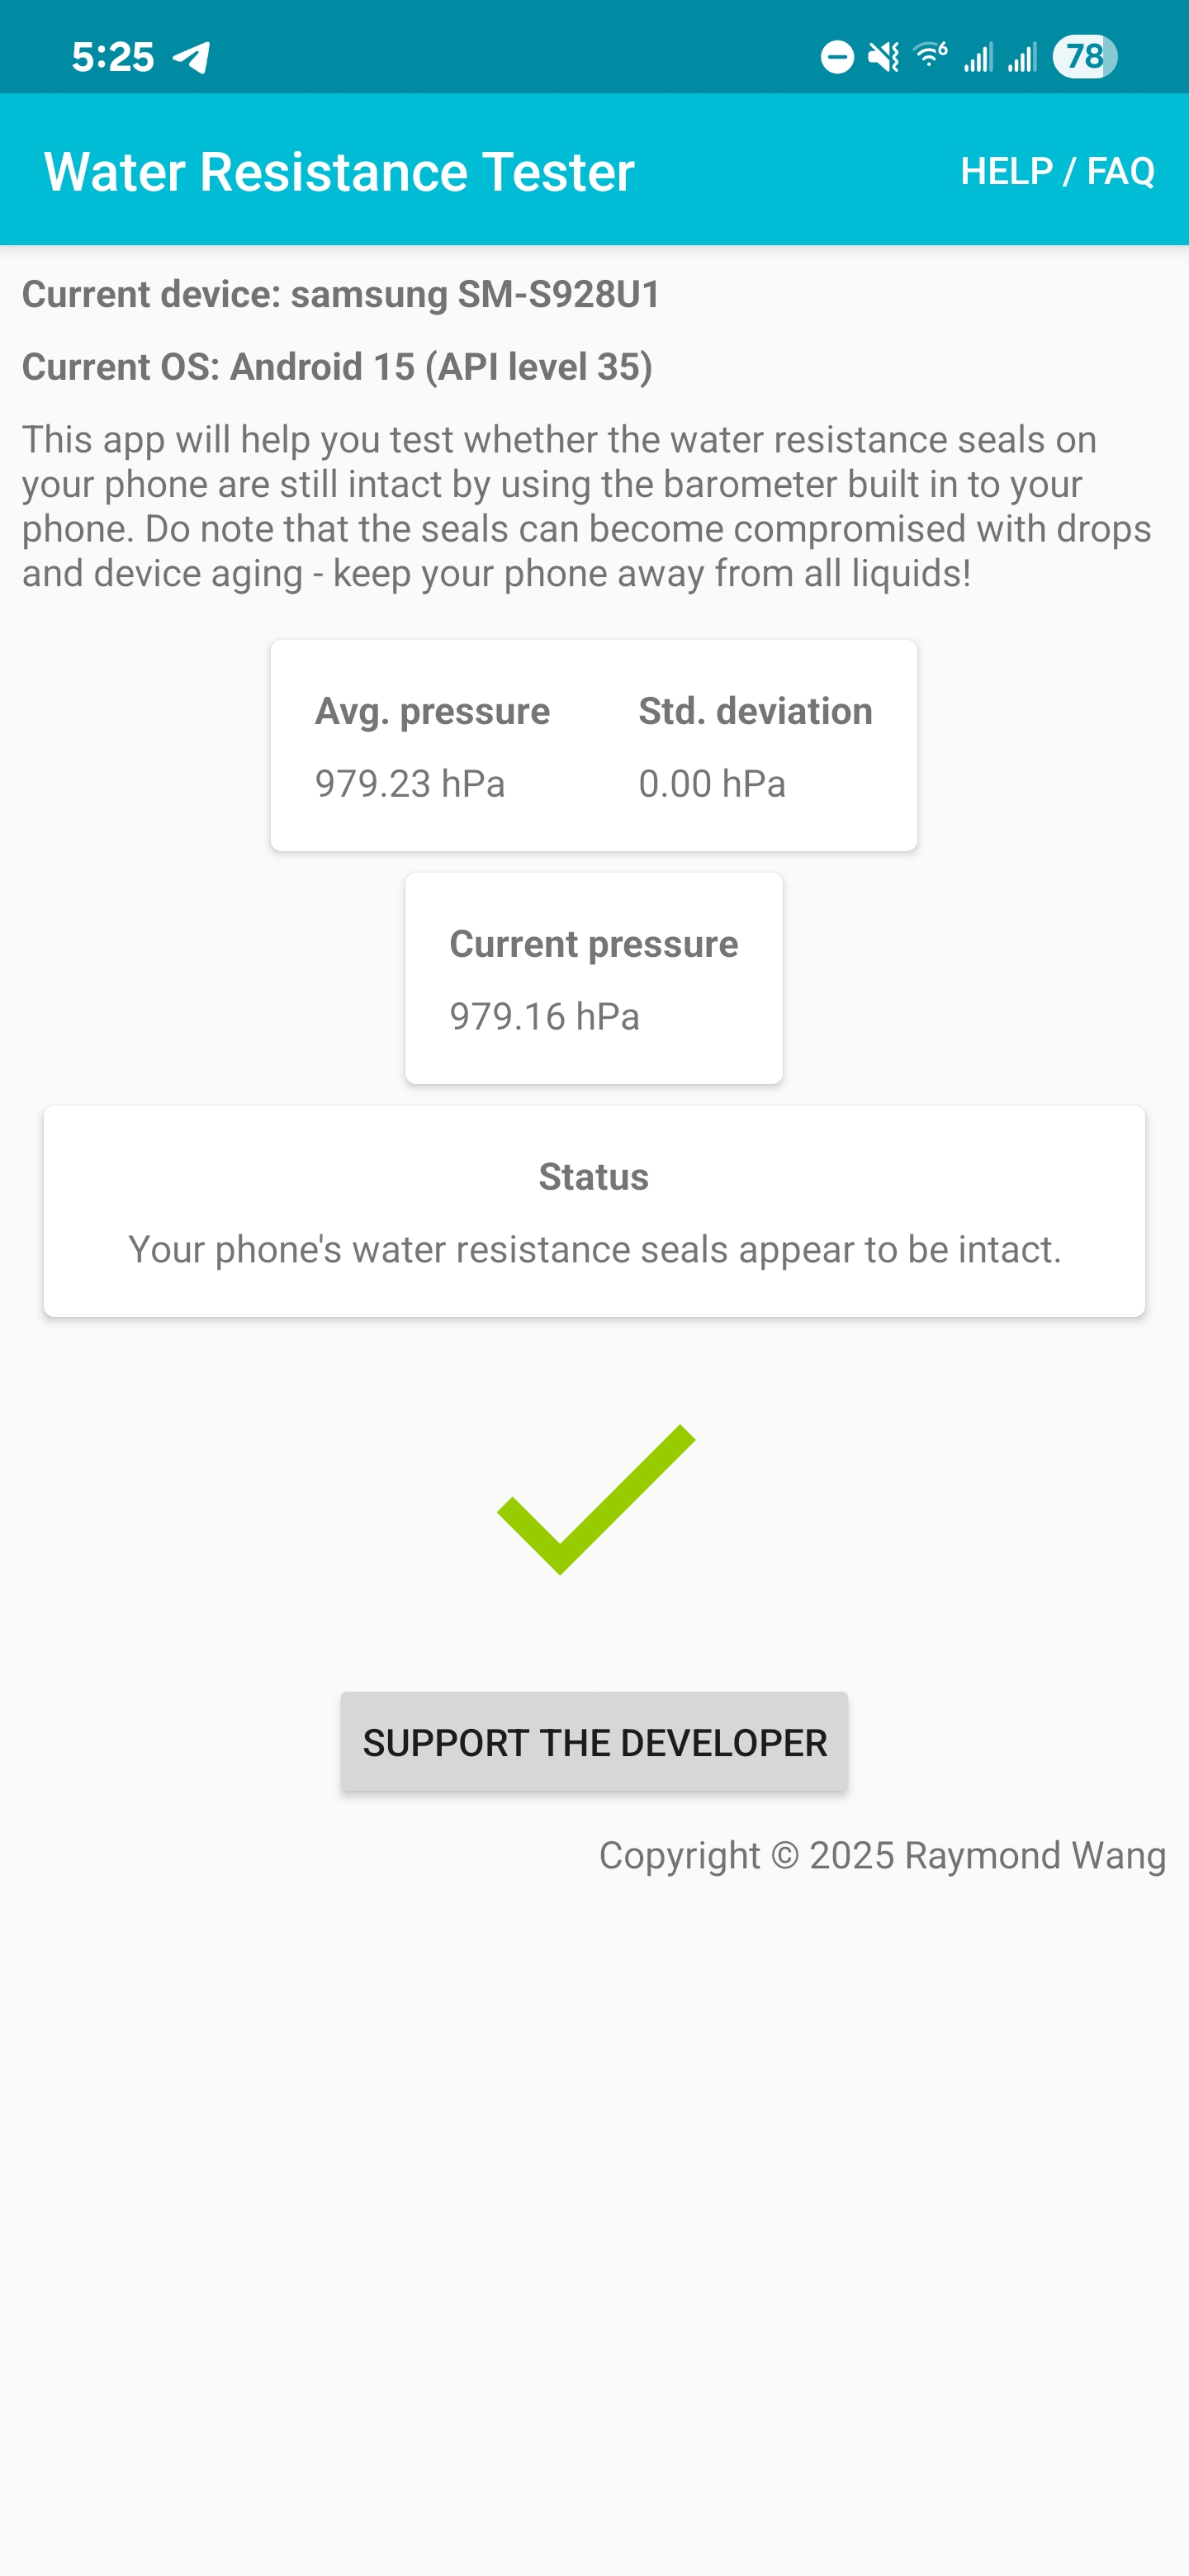 5:25
6
78
Water Resistance Tester
HELP / FAQ
Current device: samsung SM-S928U1
Current OS: Android 15 (API level 35)
This app will help you test whether the water resistance seals on
your phone are still intact by using the barometer built in to your
phone. Do note that the seals can become compromised with drops
and device aging - keep your phone away from all liquids!
Avg. pressure
Std. deviation
979.23 hPa
0.00 hPa
Current pressure
979.16 hPa
Status
Your phone's water resistance seals appear to be intact.
SUPPORT THE DEVELOPER
Copyright © 2025 Raymond Wang